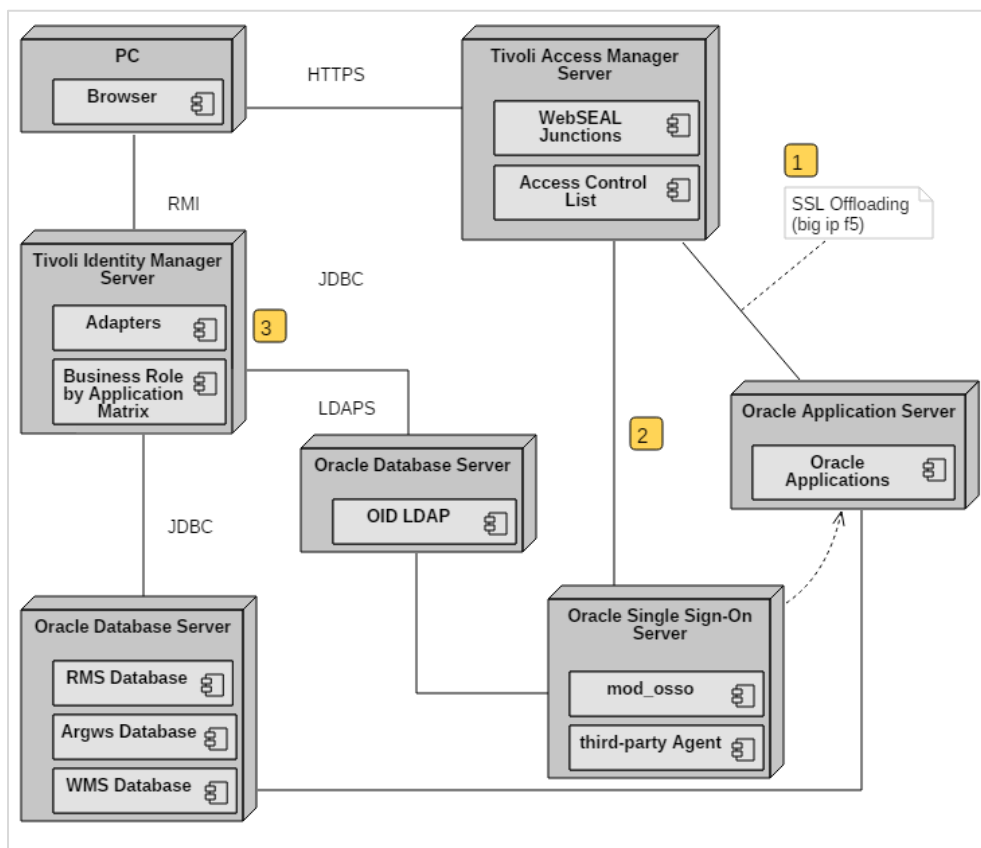 PC
Browser
HTTPS
Tivoli Access Manager
Server
WebSEAL
Junctions
Access Control
List
1
SSL Offloading
(big ip f5)
RMI
Tivoli Identity Manager
Server
Adapters
Business Role
by Application
Matrix
JDBC
3
LDAPS
2
Oracle Application Server
Oracle
Applications
Oracle Database Server
OID LDAP
JDBC
Oracle Database Server
RMS Database
Argws Database
WMS Database
Oracle Single Sign-On
Server
mod_osso
third-party Agent